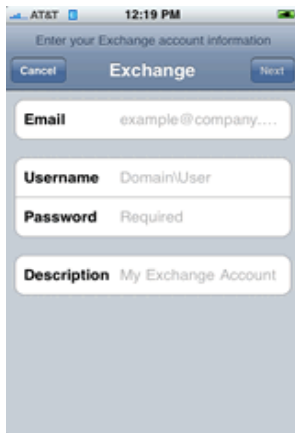 AT&T 12:19 PM
Enter your Exchange account information
Cancel Exchange Next
Email example@company....
Username Domain\User
Password Required
Description My Exchange Account